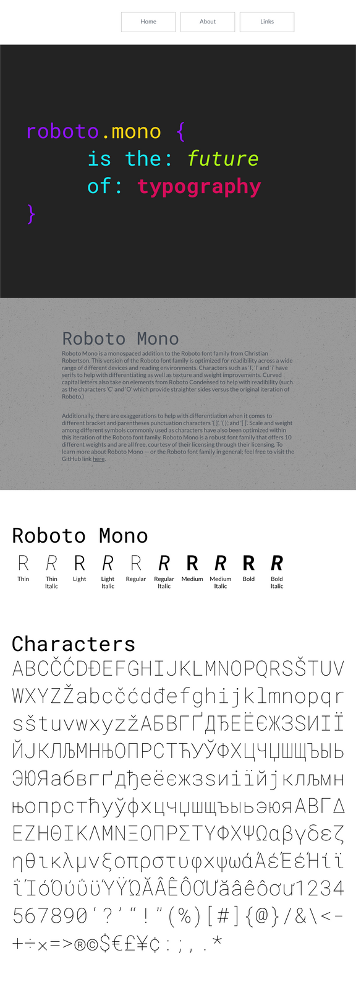 Home About Links
roboto.mono {
is the: future
of: typography
}
Roboto Mono
Roboto Mono is a monospaced addition to the Roboto font family from Christian
Robertson. This version of the Roboto font family is optimized for readibility across a wide
range of different devices and reading environments. Characters such as 'l', 'I' and 'i' have
serifs to help with differentiating as well as texture and weight improvements. Curved
capital letters also take on elements from Roboto Condensed to help with readibility (such
as the characters 'C' and 'O' which provide straighter sides versus the original iteration of
Roboto.)
Additionally, there are exaggerations to help with differentiation when it comes to
different bracket and parentheses punctuation characters '{ }', '( )', and '[ ]'. Scale and weight
among different symbols commonly used as characters have also been optimized within
this iteration of the Roboto font family. Roboto Mono is a robust font family that offers 10
different weights and are all free, courtesy of their licensing through their licensing. To
learn more about Roboto Mono — or the Roboto font family in general; feel free to visit the
GitHub link here.
Roboto Mono
R R R R R R R R R R
Thin Thin Italic Light Light Italic Regular Regular Italic Medium Medium Italic Bold Bold Italic
Characters
ABCČĆDĐEFGHIJKLMNOPQRSŠTUV
WXYZŽabcčćdđefghijklmnopqr
sštuvwxyzžАБВГҐДЂЕЁЄЖЗЅИІЇ
ЙЈКЛЉМНЊОПРСТЋУЎФХЦЧЏШЩЪЫЬ
ЭЮЯабвгґдђеёєжзѕиіїйјклљмн
њопрстћуўфхцчџшщъыьэюяΑΒΓΔ
ΕΖΗΘΙΚΛΜΝΞΟΠΡΣΤΥΦΧΨΩαβγδεζ
ηθικλμνξοπρστυφχψωάΆέΈέΉίϊ
ΐΊόΌύΰϋΎΫΏĂÂÊÔƠƯăâêôơư1234
567890‘?’“!”(%)[#]{@}/&\<-
+÷×=>®©$€£¥¢:;,.*